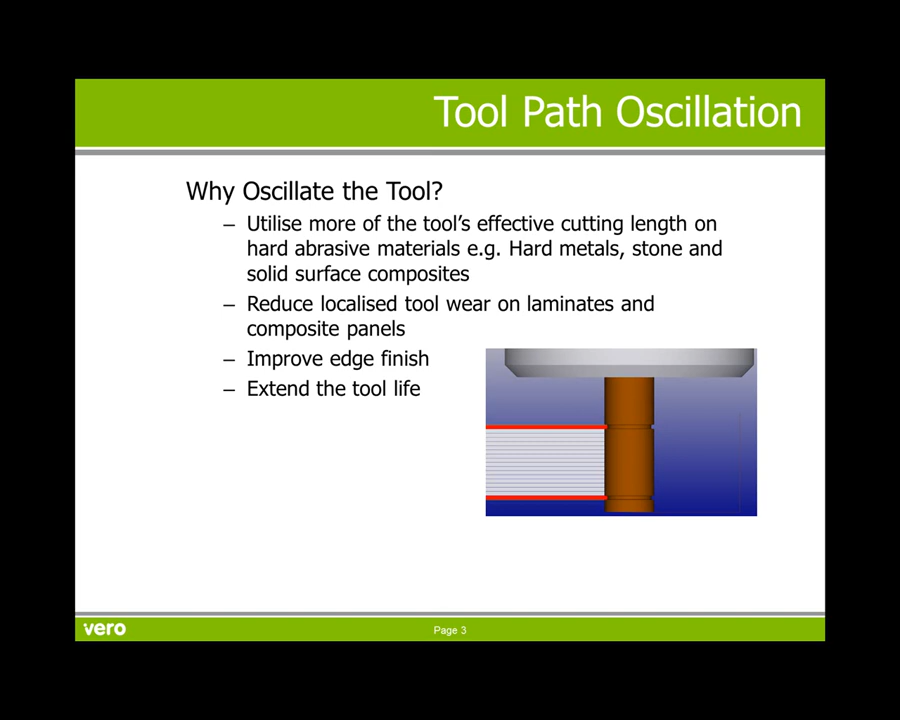 Tool Path Oscillation
Why Oscillate the Tool?
– Utilise more of the tool's effective cutting length on
hard abrasive materials e.g. Hard metals, stone and
solid surface composites
– Reduce localised tool wear on laminates and
composite panels
– Improve edge finish
– Extend the tool life
vero
Page 3